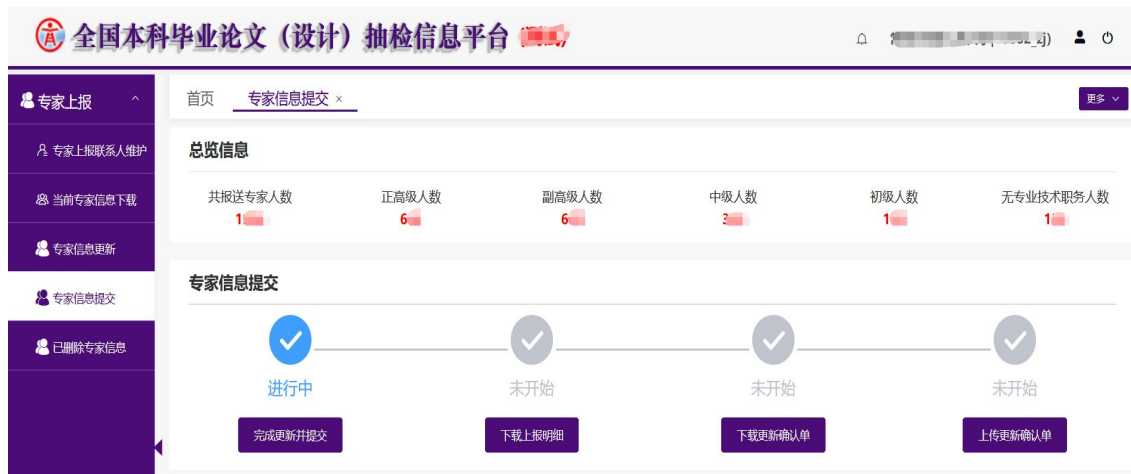 全国本科毕业论文（设计）抽检信息平台
zj)
专家上报
首页 专家信息提交 ×
更多
专家上报联系人维护
当前专家信息下载
专家信息更新
专家信息提交
已删除专家信息
总览信息
共报送专家人数 正高级人数 副高级人数 中级人数 初级人数 无专业技术职务人数
1 6 6 3 1 1
专家信息提交
进行中 未开始 未开始 未开始
完成更新并提交 下载上报明细 下载更新确认单 上传更新确认单